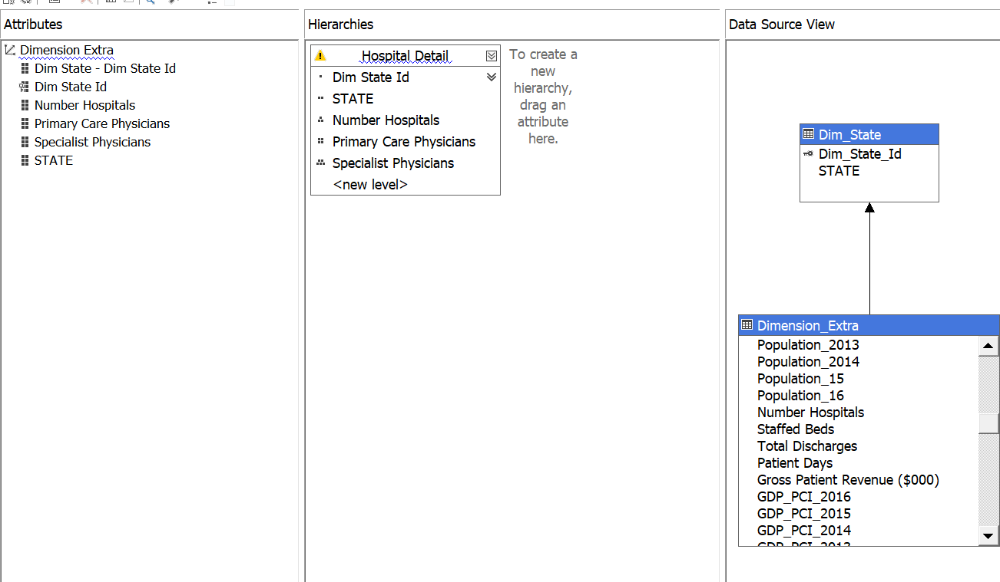 Attributes
Dimension Extra
Dim State - Dim State Id
Dim State Id
Number Hospitals
Primary Care Physicians
Specialist Physicians
STATE
Hierarchies
Hospital Detail
Dim State Id
STATE
Number Hospitals
Primary Care Physicians
Specialist Physicians
<new level>
To create a
new
hierarchy,
drag an
attribute
here.
Data Source View
Dim_State
Dim_State_Id
STATE
Dimension_Extra
Population_2013
Population_2014
Population_15
Population_16
Number Hospitals
Staffed Beds
Total Discharges
Patient Days
Gross Patient Revenue ($000)
GDP_PCI_2016
GDP_PCI_2015
GDP_PCI_2014
GDP_PCI_2013